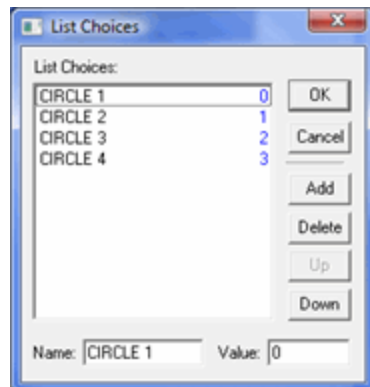 List Choices
List Choices:
CIRCLE 1 0
CIRCLE 2 1
CIRCLE 3 2
CIRCLE 4 3
OK
Cancel
Add
Delete
Up
Down
Name: CIRCLE 1 Value: 0